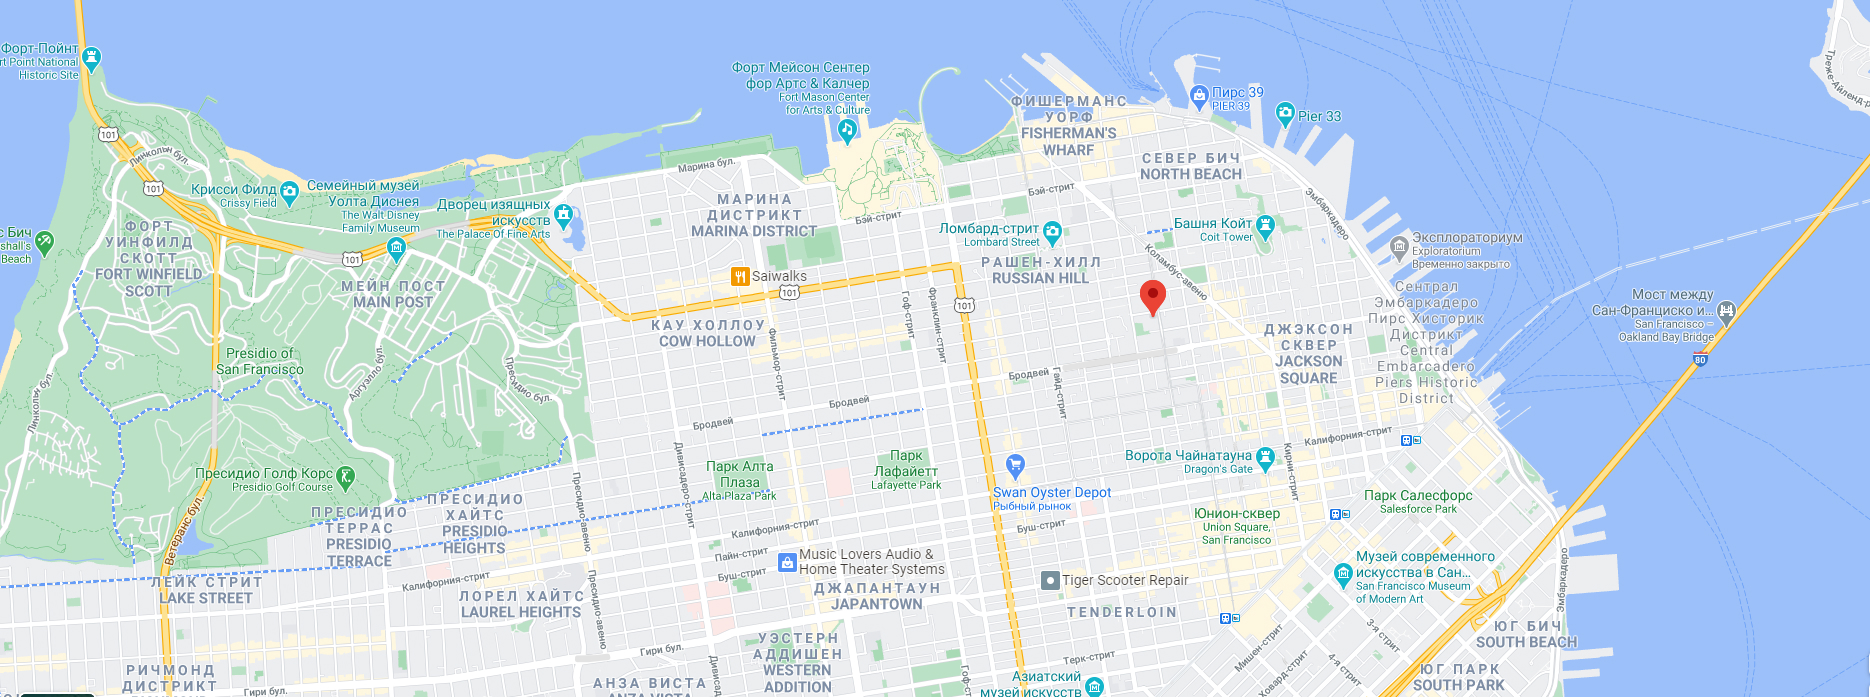 Форт-Пойнт
rt Point National
Historic Site
101
Линкольн бул.
101
Крисси Филд
Crissy Field
Семейный музей
Уолта Диснея
The Walt Disney
Family Museum
Дворец изящных
искусств
The Palace Of Fine Arts
ФОРТ
УИНФИЛД
СКОТТ
FORT WINFIELD
SCOTT
с Бич
shall's
Beach
101
МЕЙН ПОСТ
MAIN POST
Presidio of
San Francisco
Линкольн бул.
Аргуэлло бул.
Пресидио бул.
Пресидио Голф Корс
Presidio Golf Course
Ветеранс бул.
ПРЕСИДИО
ТЕРРАС
PRESIDIO
TERRACE
ПРЕСИДИО
ХАЙТС
PRESIDIO-
HEIGHTS
ЛЕЙК СТРИТ
LAKE STREET
Калифорния-стрит
ЛОРЕЛ ХАЙТС
LAUREL HEIGHTS
Пресидио-авеню
Пресидио-авеню
РИЧМОНД
ДИСТРИКТ
Гири бул.
АНЗА ВИСТА
ANZA VISTA
Форт Мейсон Сентер
фор Артс & Калчер
Fort Mason Center
for Arts & Culture
Марина бул.
МАРИНА
ДИСТРИКТ
MARINA DISTRICT
Бэй-стрит
Saiwalks
101
КАУ ХОЛЛОУ
COW HOLLOW
Филмор-стрит
Гоф-стрит
Франклин-стрит
101
Бродвей
Бродвей
Дивисадеро-стрит
Парк Алта
Плаза
Alta Plaza Park
Парк
Лафайетт
Lafayette Park
Калифорния-стрит
Пайн-стрит
Буш-стрит
Music Lovers Audio &
Home Theater Systems
ДЖАПАНТАУН
JAPANTOWN
УЭСТЕРН
АДДИШЕН
WESTERN
ADDITION
Гири бул.
Дивисад
Гоф-ст
ФИШЕРМАНС
УОРФ
FISHERMAN'S
WHARF
Пирс 39
PIER 39
Pier 33
СЕВЕР БИЧ
NORTH BEACH
Бэй-стрит
Ломбард-стрит
Lombard Street
РАШЕН-ХИЛЛ
RUSSIAN HILL
Башня Койт
Coit Tower
Коламбус-авеню
Эмбаркадеро
Эксплораториум
Exploratorium
Временно закрыто
Сентрал
Эмбаркадеро
Пирс Хисторик
Дистрикт
Central
Embarcadero
Piers Historic
District
ДЖЭКСОН
СКВЕР
JACKSON
SQUARE
Бродвей
Гайд-стрит
Swan Oyster Depot
Рыбный рынок
Буш-стрит
Ворота Чайнатауна
Dragon's Gate
Кирни-стрит
Калифорния-стрит
Юнион-сквер
Union Square,
San Francisco
Парк Салесфорс
Salesforce Park
Музей современного
искусства в Сан...
San Francisco Museum
of Modern Art
Tiger Scooter Repair
TENDERLOIN
Терк-стрит
Азиатский
музей искусств
Мишен-стрит
Ховард-стрит
3-я стрит
4-я стрит
Эмбаркадеро
ЮГ БИЧ
SOUTH BEACH
ЮГ ПАРК
SOUTH PARK
Мост между
Сан-Франциско и...
San Francisco –
Oakland Bay Bridge
80
Треже-Айленд-р